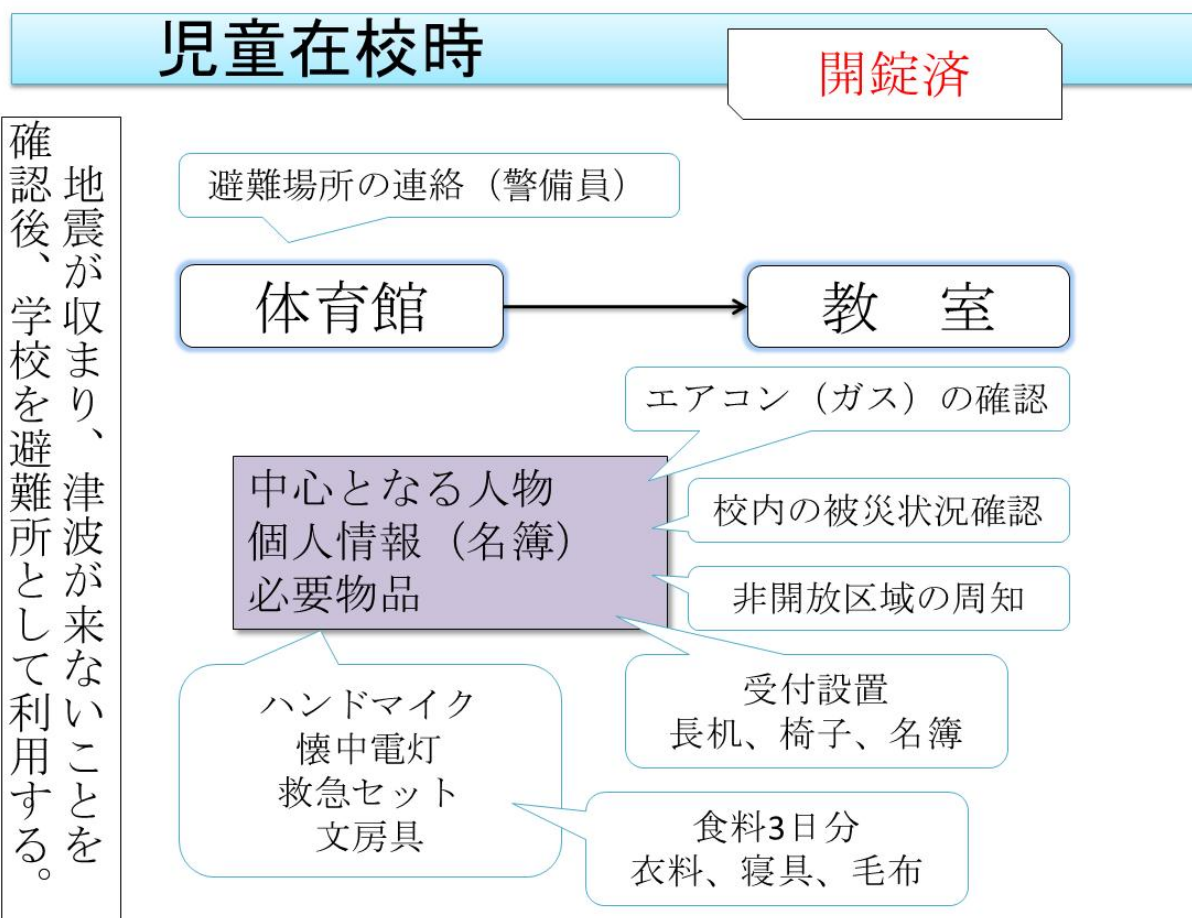 児童在校時
開錠済
地震が収まり、津波が来ないことを
確認後、学校を避難所として利用する。
避難場所の連絡（警備員）
体育館
教　室
エアコン（ガス）の確認
中心となる人物
個人情報（名簿）
必要物品
校内の被災状況確認
非開放区域の周知
受付設置
長机、椅子、名簿
ハンドマイク
懐中電灯
救急セット
文房具
食料3日分
衣料、寝具、毛布